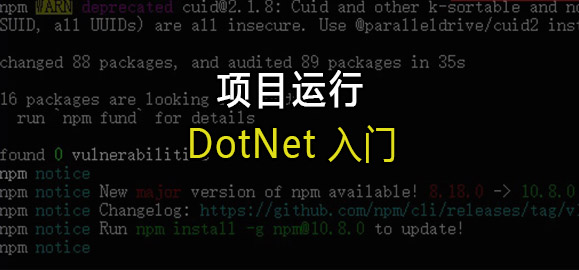 npm WARN deprecated cuid@2.1.8: Cuid and other k-sortable and no
SUID, all UUIDs) are all insecure. Use @paralleldrive/cuid2 inst
changed 88 packages, and audited 89 packages in 35s
16 packages are looking
项目运行
run `npm fund` for details
DotNet 入门
found 0 vulnerabilities
npm notice
npm notice New major version of npm available! 8.18.0 -> 10.8.0
npm notice Changelog: https://github.com/npm/cli/releases/tag/v
npm notice Run npm install -g npm@10.8.0 to update!
npm notice